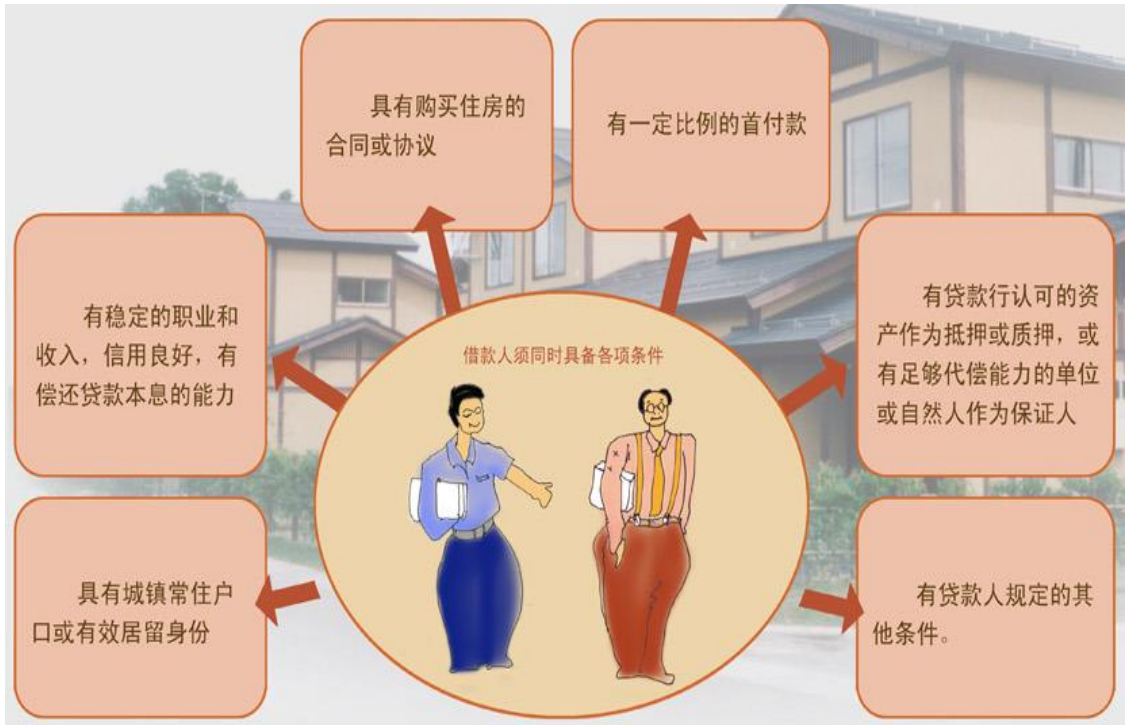 具有购买住房的
合同或协议
有一定比例的首付款
有稳定的职业和
收入，信用良好，有
偿还贷款本息的能力
借款人须同时具备各项条件
有贷款行认可的资
产作为抵押或质押，或
有足够代偿能力的单位
或自然人作为保证人
具有城镇常住户
口或有效居留身份
有贷款人规定的其
他条件。